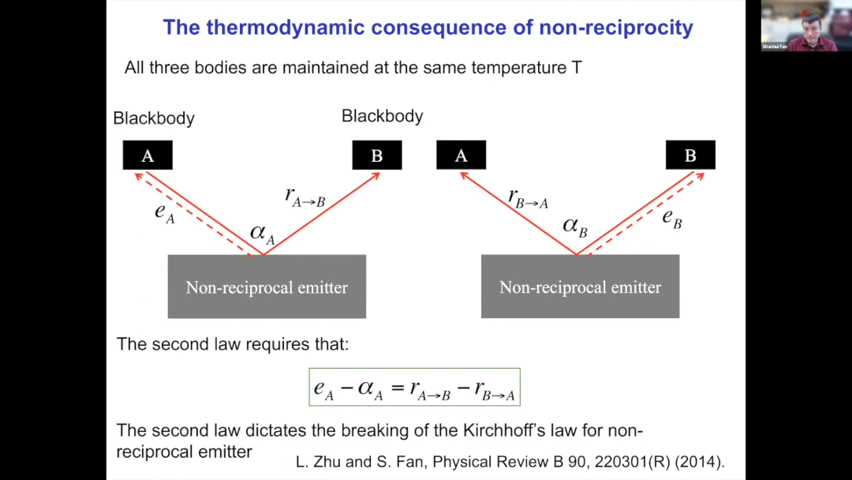 The thermodynamic consequence of non-reciprocity
All three bodies are maintained at the same temperature T
Blackbody
Blackbody
A
B
A
B
e_A
α_A
r_{A→B}
r_{B→A}
α_B
e_B
Non-reciprocal emitter
Non-reciprocal emitter
The second law requires that:
e_A − α_A = r_{A→B} − r_{B→A}
The second law dictates the breaking of the Kirchhoff's law for non-
reciprocal emitter
L. Zhu and S. Fan, Physical Review B 90, 220301(R) (2014).
Shanhui Fan